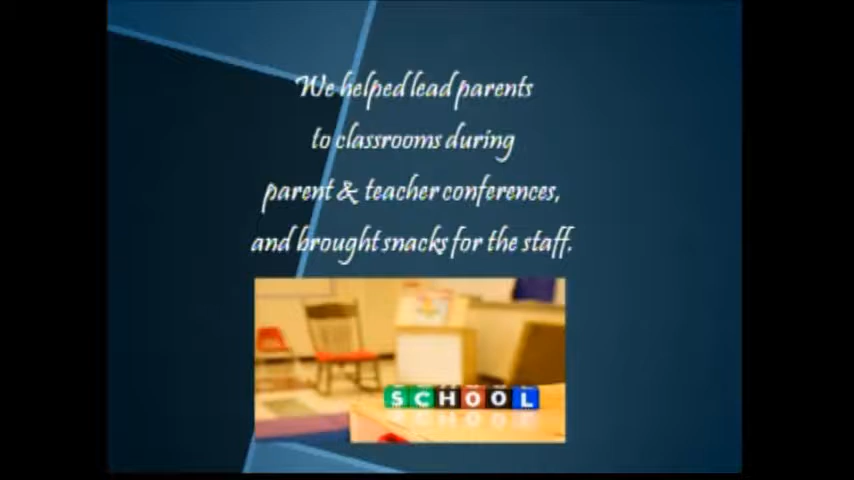 We helped lead parents
to classrooms during
parent & teacher conferences,
and brought snacks for the staff.
SCHOOL